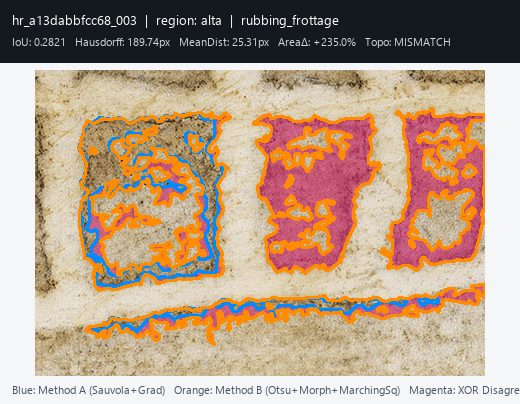 hr_a13dabbfcc68_003 | region: alta | rubbing_frottage
IoU: 0.2821 Hausdorff: 189.74px MeanDist: 25.31px AreaΔ: +235.0% Topo: MISMATCH
Blue: Method A (Sauvola+Grad) Orange: Method B (Otsu+Morph+MarchingSq) Magenta: XOR Disagre